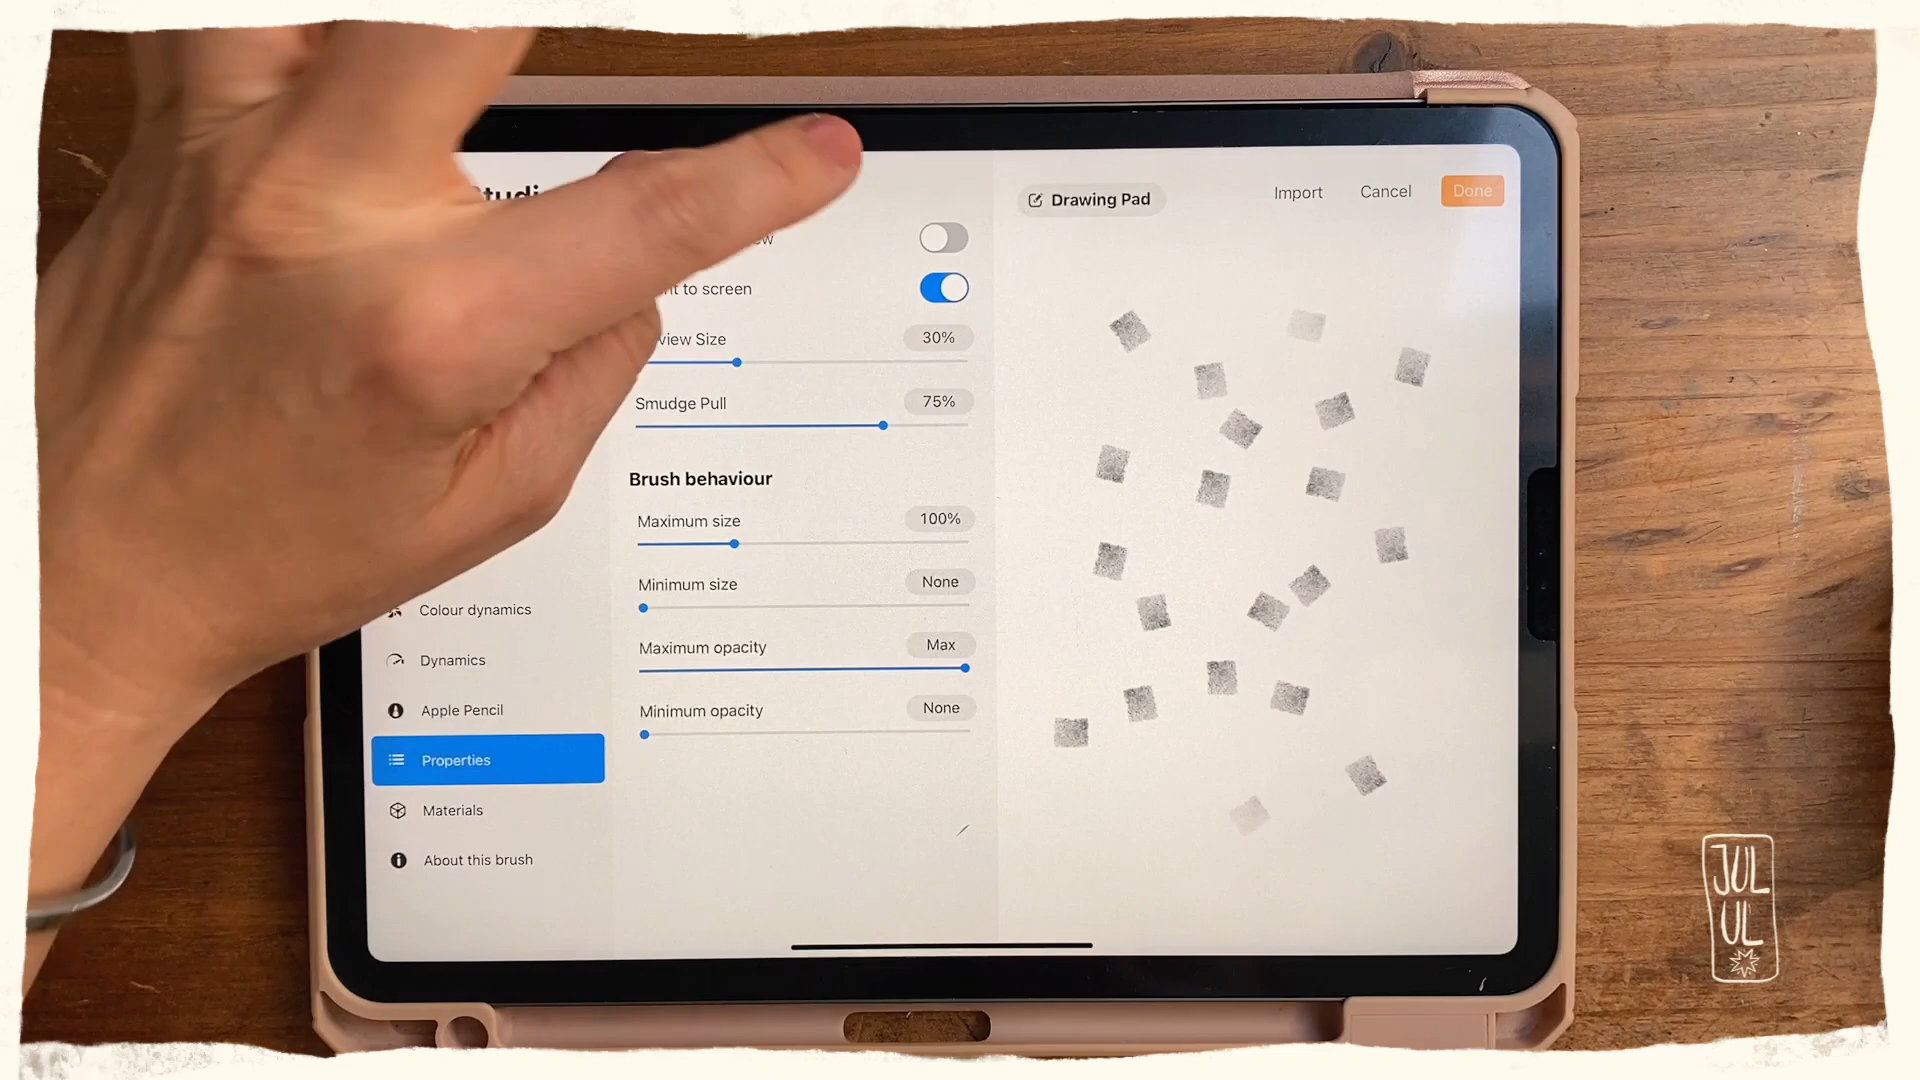 Drawing Pad
Import
Cancel
Done
to screen
30%
Size
Smudge Pull
75%
Brush behaviour
Maximum size
100%
Minimum size
None
Maximum opacity
Max
Minimum opacity
None
Colour dynamics
Dynamics
Apple Pencil
Properties
Materials
About this brush
JUL
UL